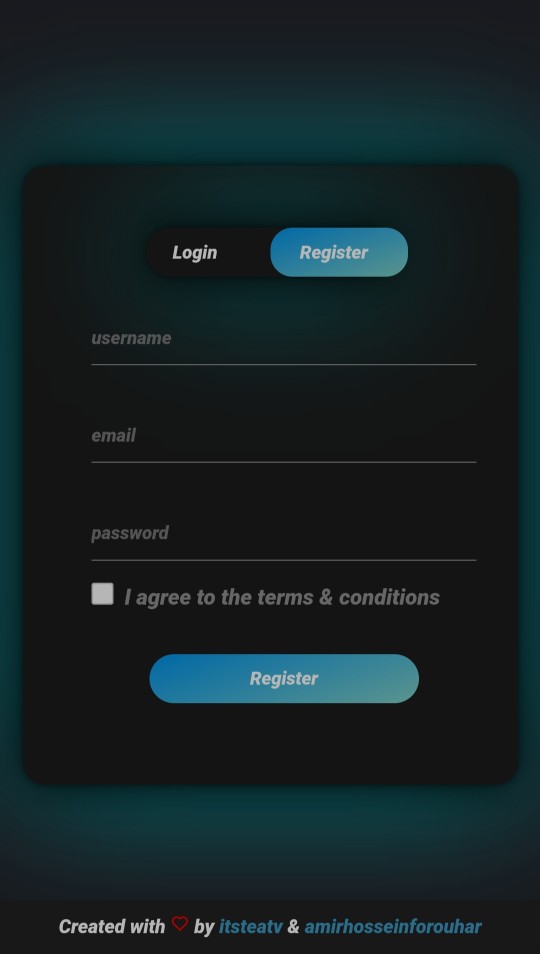 Login Register
username
email
password
I agree to the terms & conditions
Register
Created with by itsteatv & amirhosseinforouhar